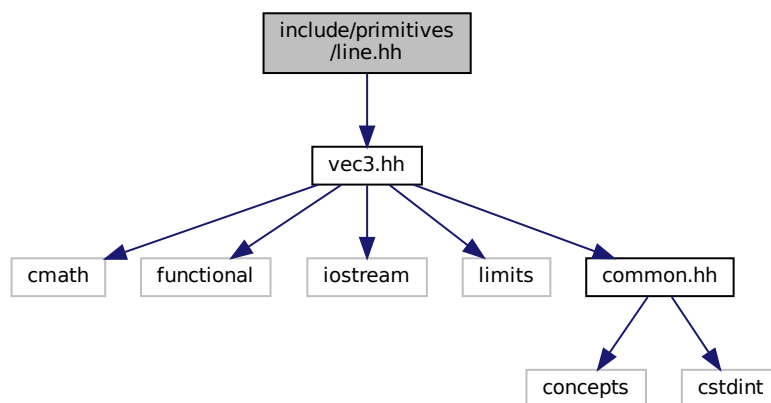 include/primitives
/line.hh
vec3.hh
cmath
functional
iostream
limits
common.hh
concepts
cstdint